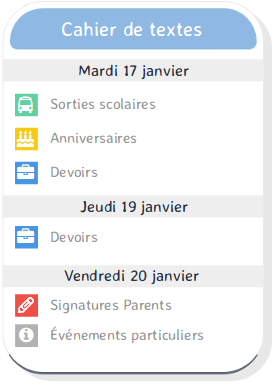 Cahier de textes
Mardi 17 janvier
Sorties scolaires
Anniversaires
Devoirs
Jeudi 19 janvier
Devoirs
Vendredi 20 janvier
Signatures Parents
Événements particuliers